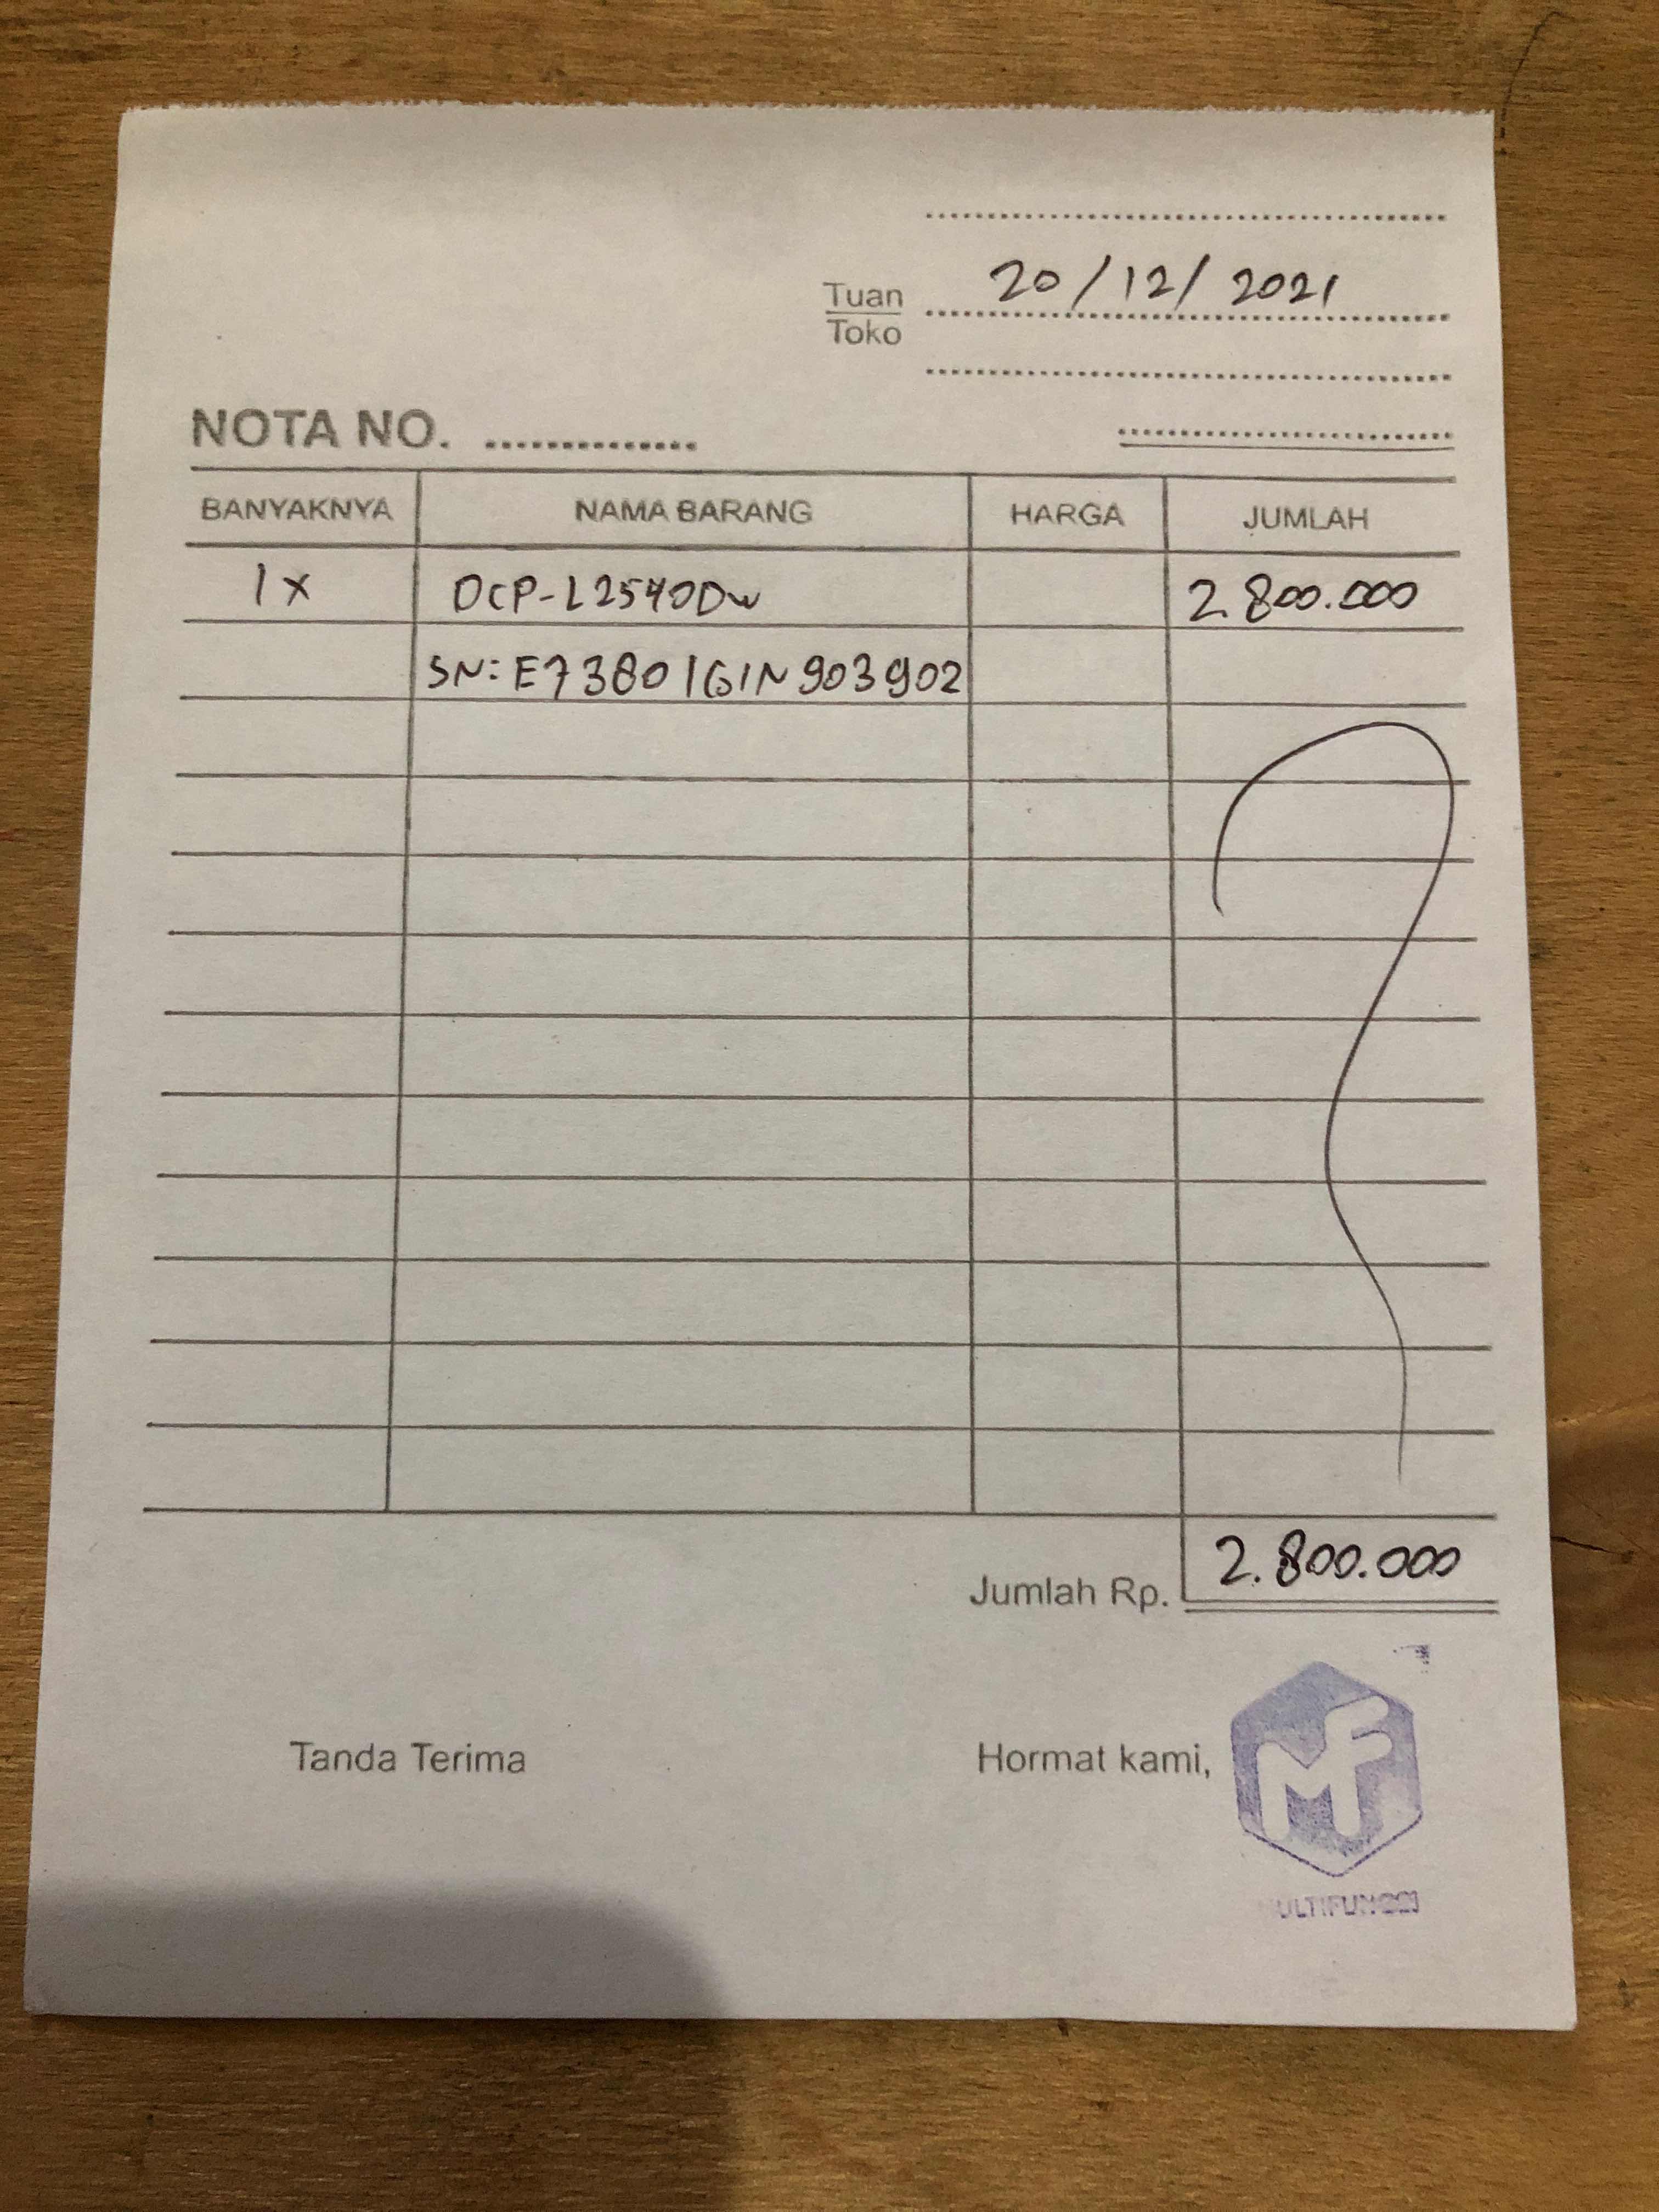 20/12/2021
Tuan
Toko
NOTA NO.
BANYAKNYA NAMA BARANG HARGA JUMLAH
1x DCP-L2540DW 2.800.000
SN: E73801G1N903902
Jumlah Rp. 2.800.000
Tanda Terima Hormat kami,
MF